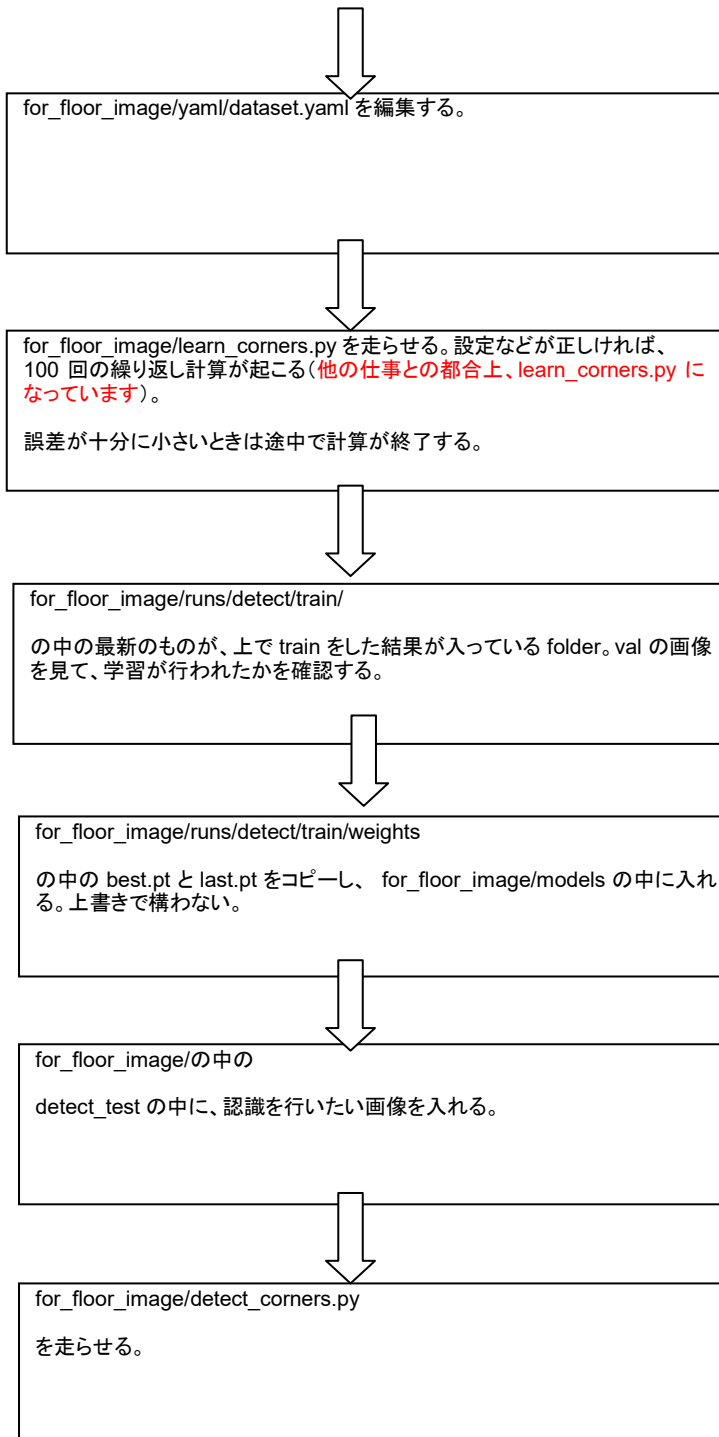 for_floor_image/yaml/dataset.yaml を編集する。
for_floor_image/learn_corners.py を走らせる。設定などが正しければ、
100 回の繰り返し計算が起こる（他の仕事との都合上、learn_corners.py に
なっています）。
誤差が十分に小さいときは途中で計算が終了する。
for_floor_image/runs/detect/train/
の中の最新のものが、上で train をした結果が入っている folder。val の画像
を見て、学習が行われたかを確認する。
for_floor_image/runs/detect/train/weights
の中の best.pt と last.pt をコピーし、 for_floor_image/models の中に入れ
る。上書きで構わない。
for_floor_image/の中の
detect_test の中に、認識を行いたい画像を入れる。
for_floor_image/detect_corners.py
を走らせる。